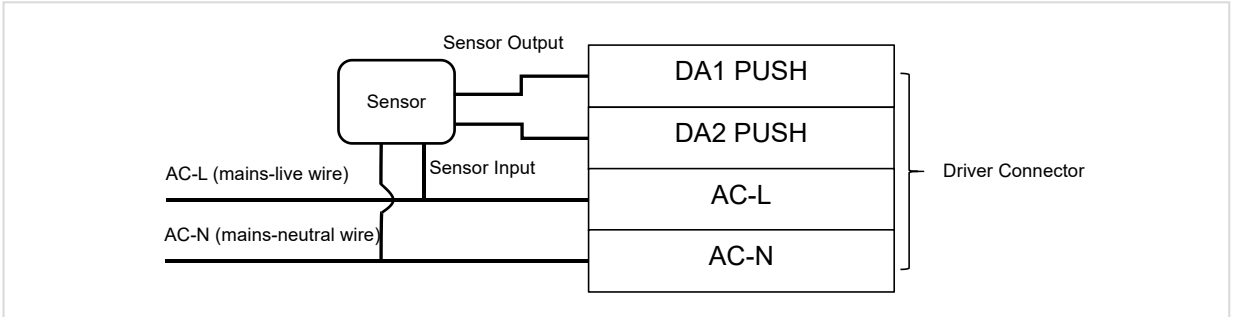 Sensor Output
DA1 PUSH
Sensor
DA2 PUSH
Sensor Input
AC-L (mains-live wire)
Driver Connector
AC-L
AC-N (mains-neutral wire)
AC-N